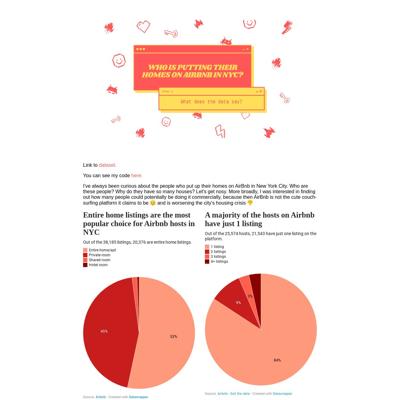 WHO IS PUTTING THEIR
HOMES ON AIRBNB IN NYC?
What does the data say?
Link to dataset.
You can see my code here.
I've always been curious about the people who put up their homes on AirBnb in New York City. Who are
these people? Why do they have so many houses? Let's get nosy. More broadly, I was interested in finding
out how many people could potentially be doing it commercially, because then AirBnb is not the cute couch-
surfing platform it claims to be 😕 and is worsening the city's housing crisis 😤
Entire home listings are the most
popular choice for Airbnb hosts in
NYC
Out of the 38,185 listings, 20,376 are entire home listings.
Entire home/apt
Private room
Shared room
Hotel room
45%
53%
Source: Airbnb · Created with Datawrapper
A majority of the hosts on Airbnb
have just 1 listing
Out of the 25,574 hosts, 21,543 have just one listing on the
platform.
1 listing
2 listings
3 listings
4+ listings
9%
84%
Source: Airbnb · Get the data · Created with Datawrapper